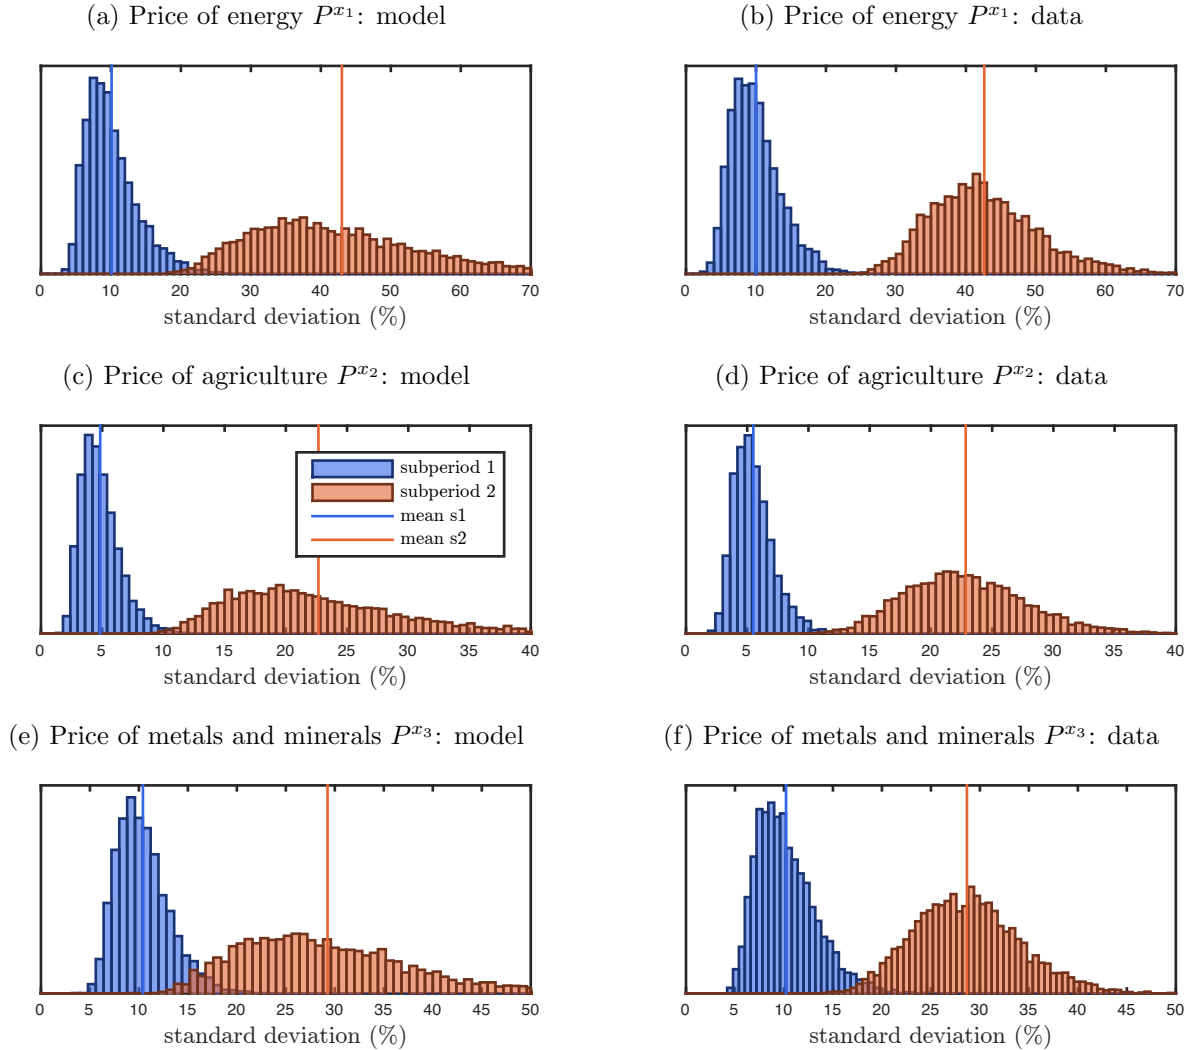 (a) Price of energy P^{x_1}: model
(b) Price of energy P^{x_1}: data
0 10 20 30 40 50 60 70
standard deviation (%)
0 10 20 30 40 50 60 70
standard deviation (%)
(c) Price of agriculture P^{x_2}: model
(d) Price of agriculture P^{x_2}: data
subperiod 1
subperiod 2
mean s1
mean s2
0 5 10 15 20 25 30 35 40
standard deviation (%)
0 5 10 15 20 25 30 35 40
standard deviation (%)
(e) Price of metals and minerals P^{x_3}: model
(f) Price of metals and minerals P^{x_3}: data
0 5 10 15 20 25 30 35 40 45 50
standard deviation (%)
0 5 10 15 20 25 30 35 40 45 50
standard deviation (%)